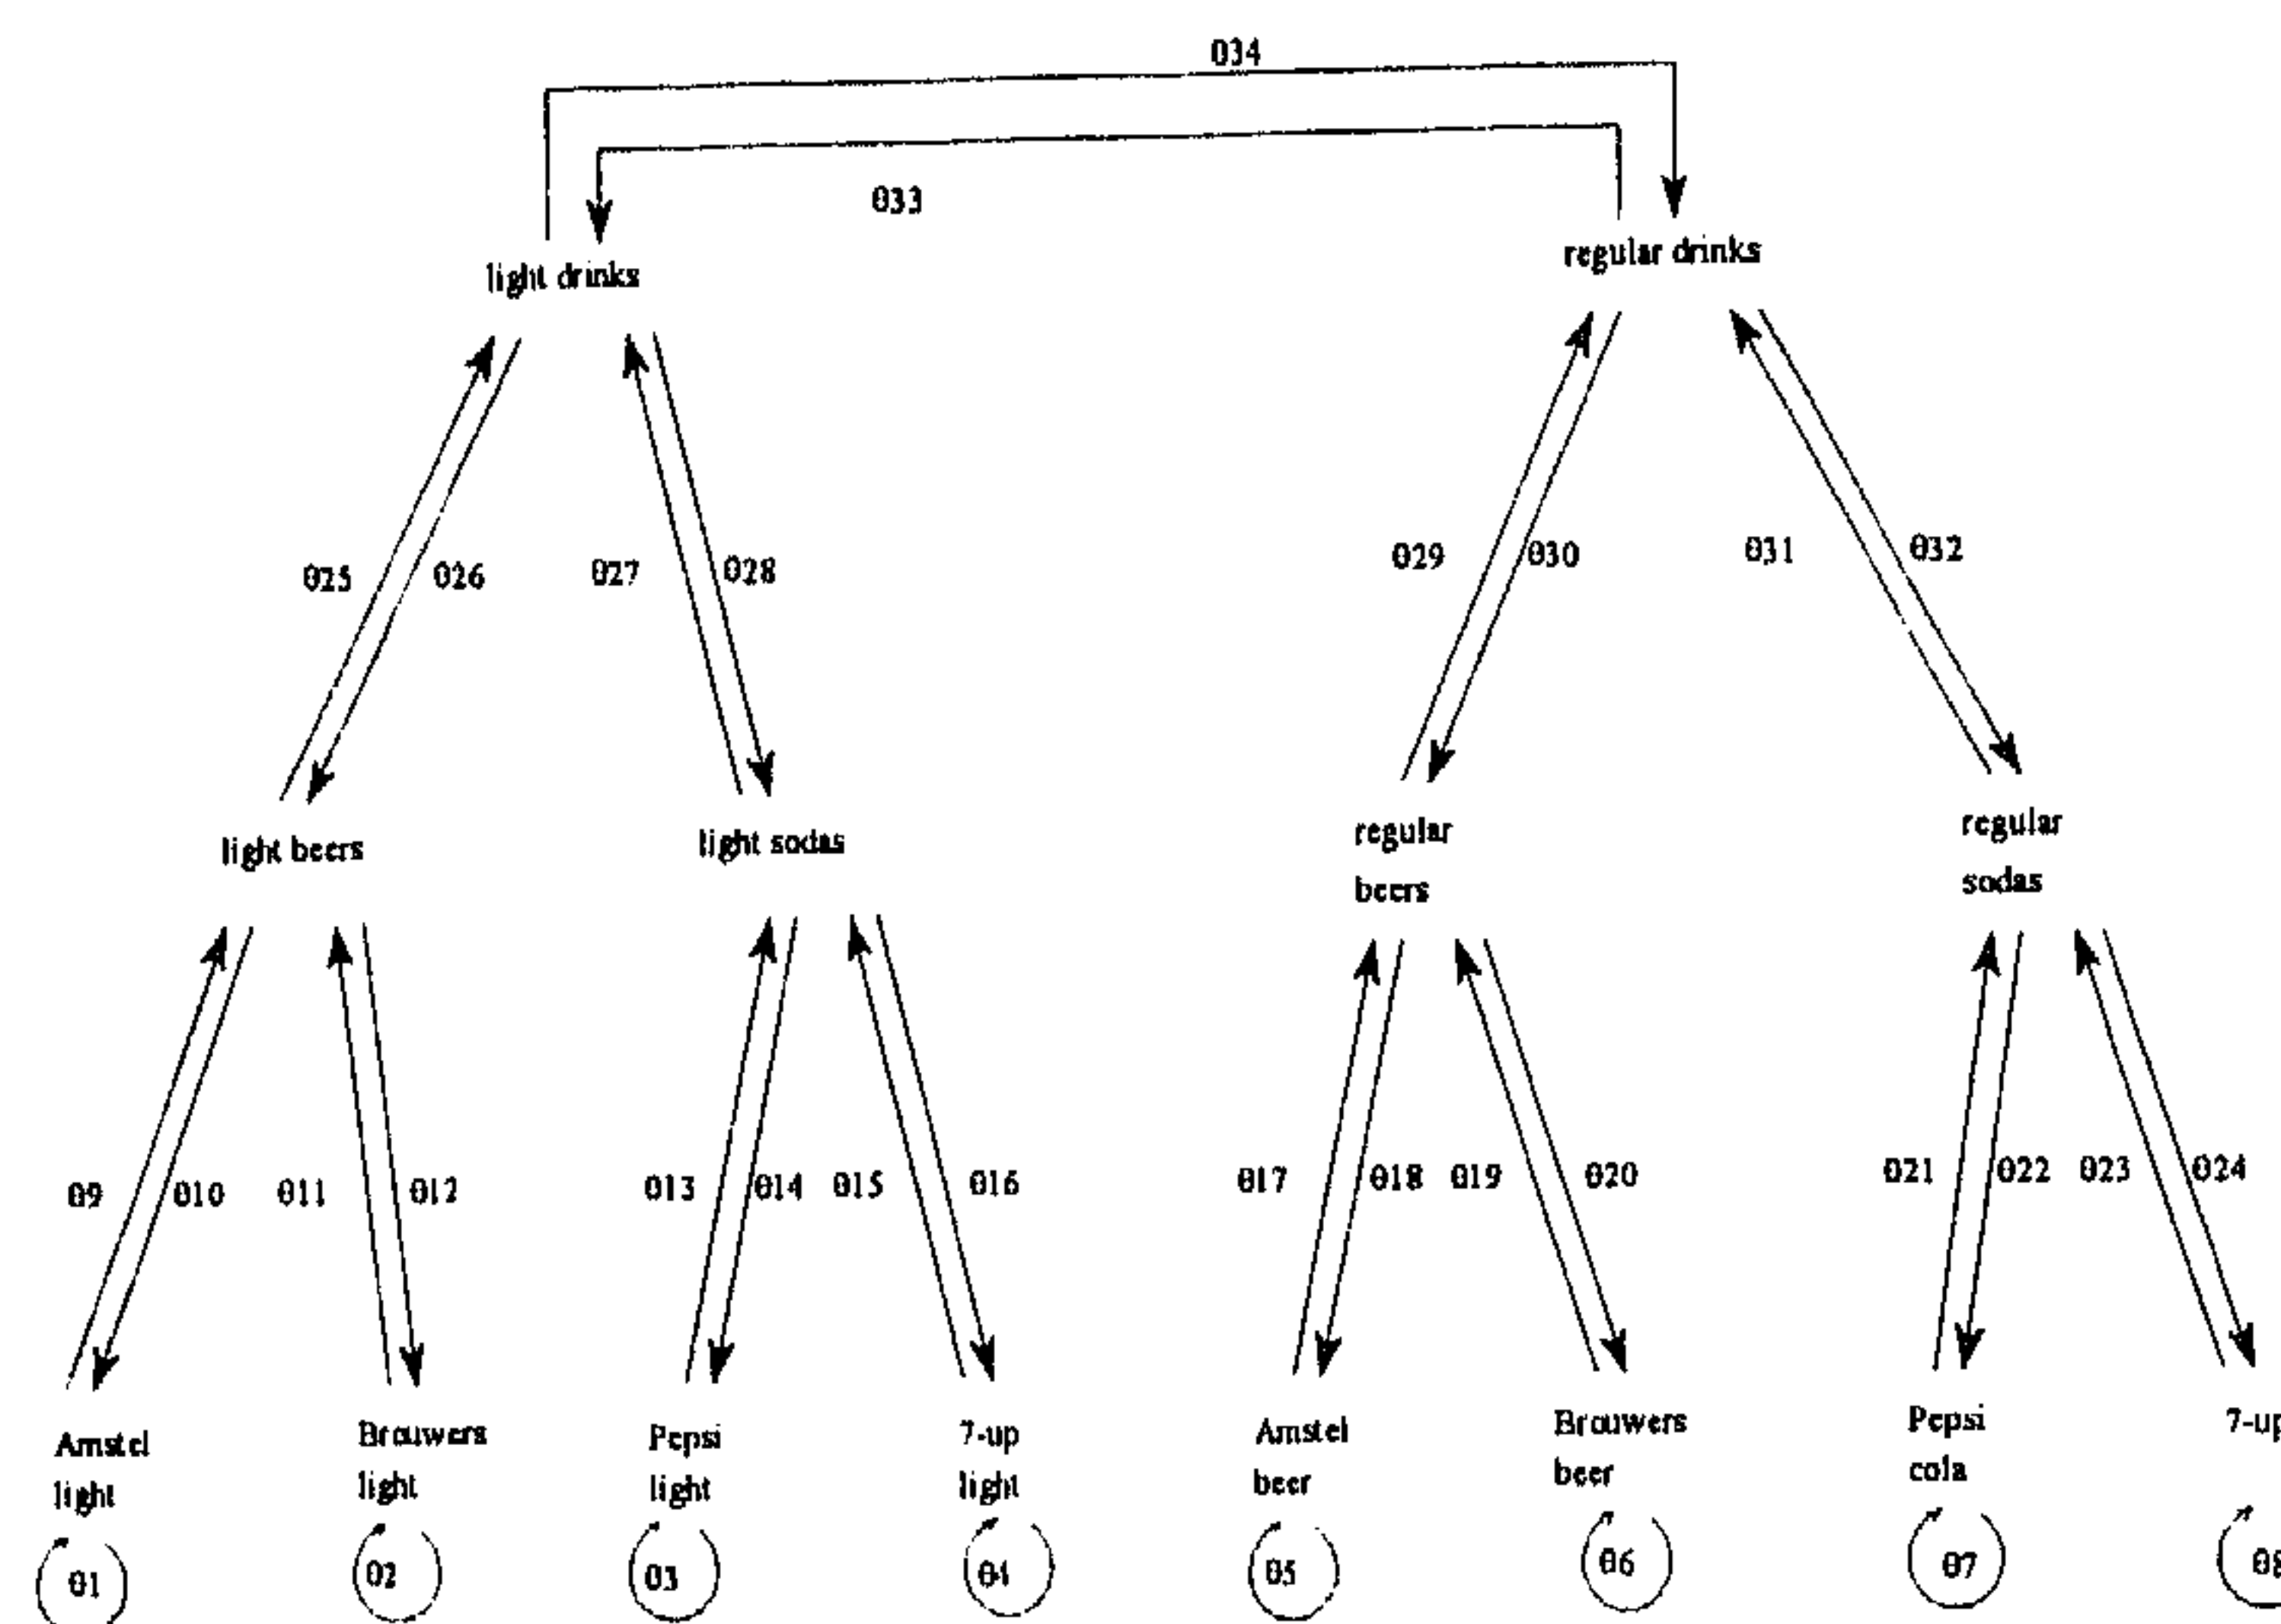 θ34
θ33
light drinks
regular drinks
θ25
θ26
θ27
θ28
θ29
θ30
θ31
θ32
light beers
light sodas
regular
beers
regular
sodas
θ9
θ10
θ11
θ12
θ13
θ14
θ15
θ16
θ17
θ18
θ19
θ20
θ21
θ22
θ23
θ24
Amstel
light
Brouwers
light
Pepsi
light
7-up
light
Amstel
beer
Brouwers
beer
Pepsi
cola
7-up
θ1
θ2
θ3
θ4
θ5
θ6
θ7
θ8